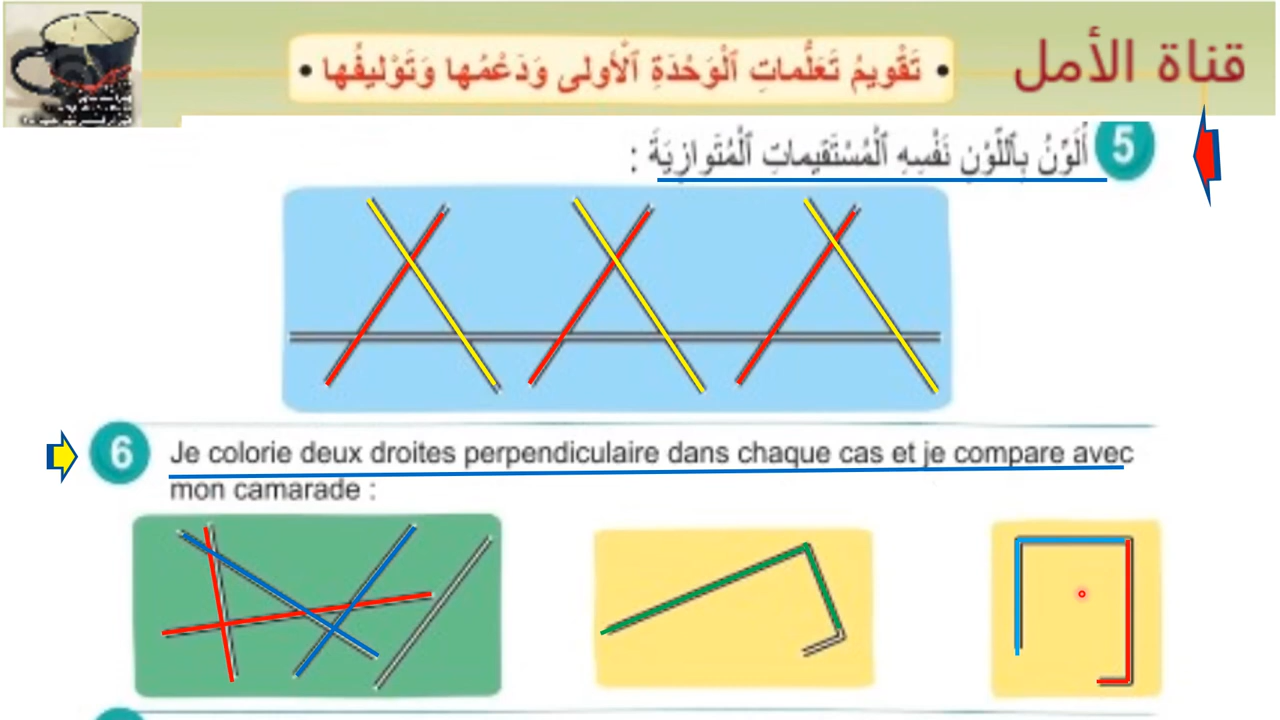 قناة الأمل
• تَقْويمُ تَعَلُّماتِ ٱلْوَحْدَةِ ٱلْأولى وَدَعْمُها وَتَوْليفُها •
5 أُلَوِّنُ بِٱللَّوْنِ نَفْسِهِ ٱلْمُسْتَقيماتِ ٱلْمُتَوازِيَةَ :
6 Je colorie deux droites perpendiculaire dans chaque cas et je compare avec
mon camarade :